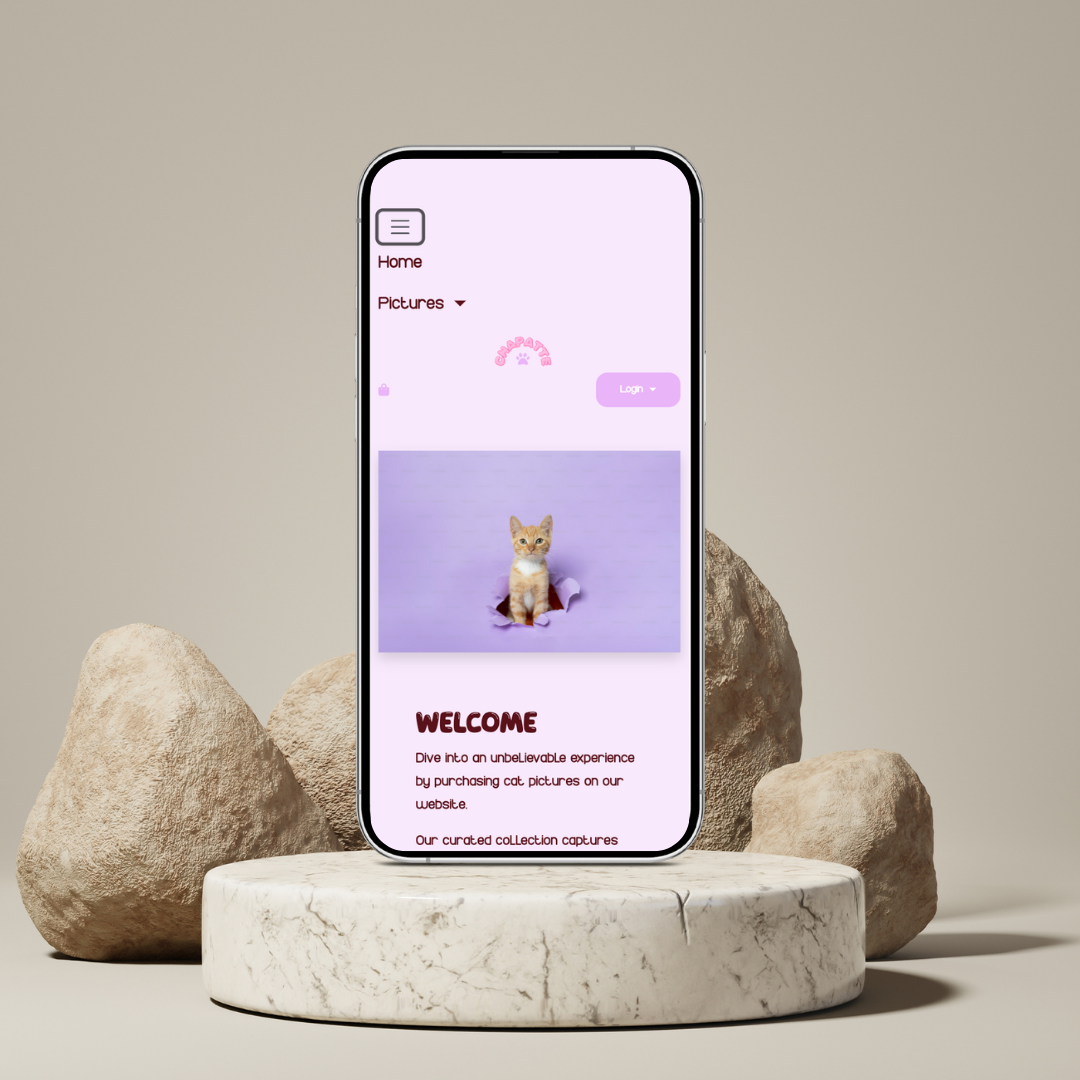 Home
Pictures
CHAPATTE
Login
WELCOME
Dive into an unbelievable experience
by purchasing cat pictures on our
website.
Our curated collection captures